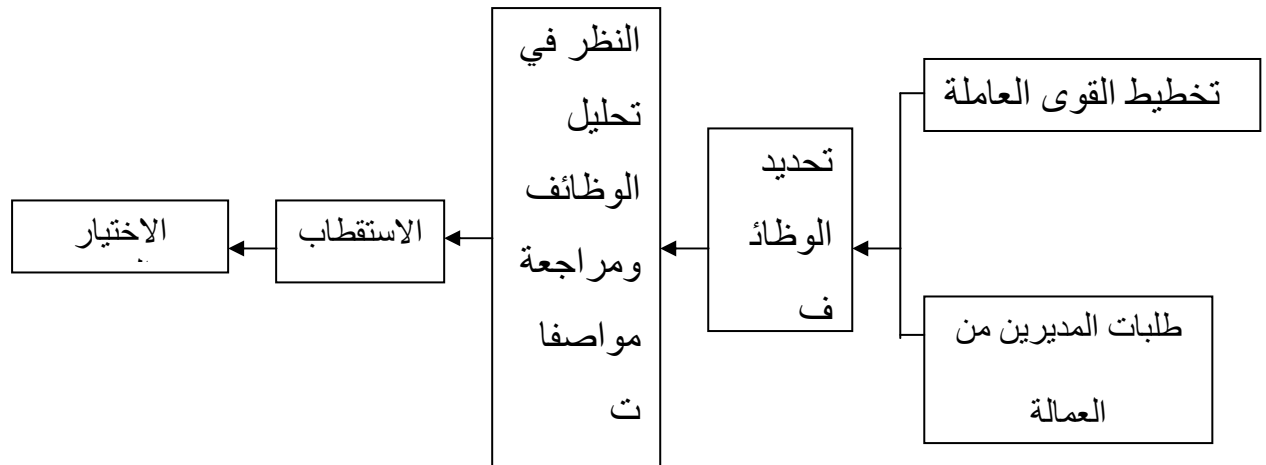 تخطيط القوى العاملة
طلبات المديرين من
العمالة
تحديد
الوظائ
ف
النظر في
تحليل
الوظائف
ومراجعة
مواصفا
ت
الاستقطاب
الاختيار